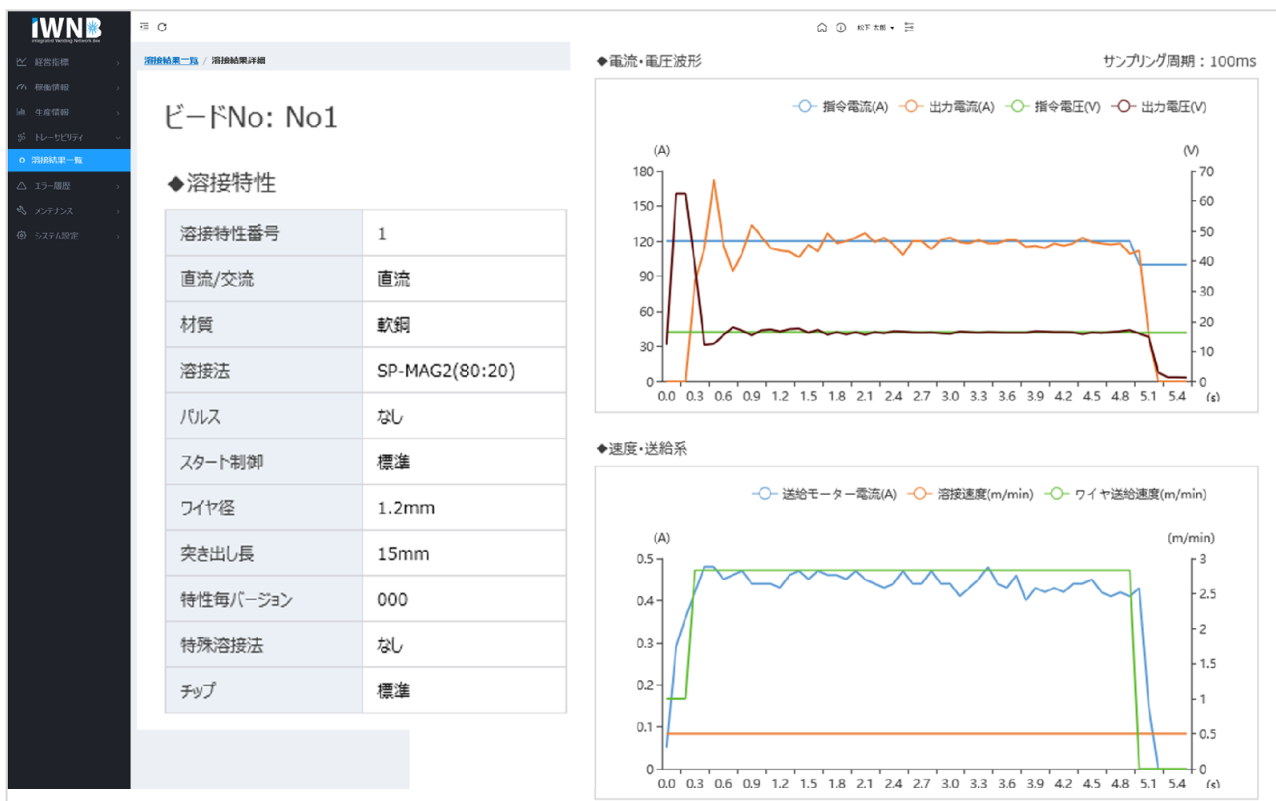 iWNB
Integrated Welding Network Box
経営指標
稼働情報
生産情報
トレーサビリティ
溶接結果一覧
エラー履歴
メンテナンス
システム設定
松下 太郎
溶接結果一覧 / 溶接結果詳細
ビードNo: No1
◆溶接特性
溶接特性番号 1
直流/交流 直流
材質 軟鋼
溶接法 SP-MAG2(80:20)
パルス なし
スタート制御 標準
ワイヤ径 1.2mm
突き出し長 15mm
特性毎バージョン 000
特殊溶接法 なし
チップ 標準
◆電流・電圧波形 サンプリング周期：100ms
指令電流(A) 出力電流(A) 指令電圧(V) 出力電圧(V)
(A) (V)
180 70
150 60
120 50
90 40
60 30
30 20
0 10
0
0.0 0.3 0.6 0.9 1.2 1.5 1.8 2.1 2.4 2.7 3.0 3.3 3.6 3.9 4.2 4.5 4.8 5.1 5.4 (s)
◆速度・送給系
送給モーター電流(A) 溶接速度(m/min) ワイヤ送給速度(m/min)
(A) (m/min)
0.5 3
0.4 2.5
0.3 2
0.2 1.5
0.1 1
0 0.5
0
0.0 0.3 0.6 0.9 1.2 1.5 1.8 2.1 2.4 2.7 3.0 3.3 3.6 3.9 4.2 4.5 4.8 5.1 5.4 (s)